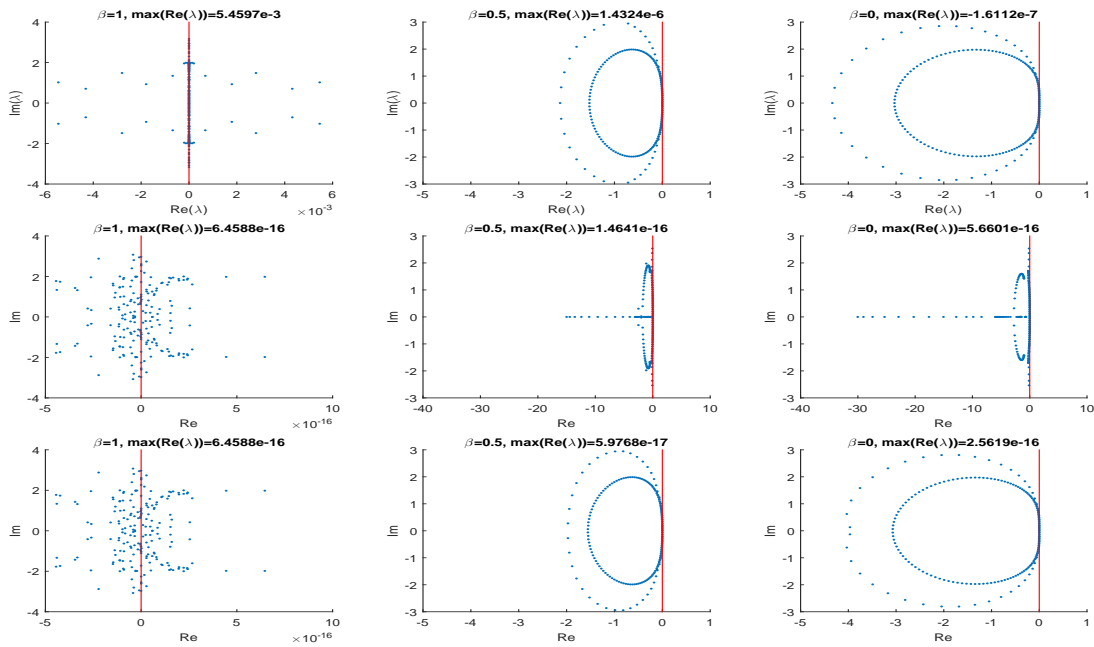 β=1, max(Re(λ))=5.4597e-3
4
2
0
-2
-4
Im(λ)
-6 -4 -2 0 2 4 6
Re(λ)
×10⁻³
β=0.5, max(Re(λ))=1.4324e-6
3
2
1
0
-1
-2
-3
Im(λ)
-5 -4 -3 -2 -1 0 1
Re(λ)
β=0, max(Re(λ))=-1.6112e-7
3
2
1
0
-1
-2
-3
Im(λ)
-5 -4 -3 -2 -1 0 1
Re(λ)
β=1, max(Re(λ))=6.4588e-16
4
2
0
-2
-4
Im
-5 0 5 10
Re
×10⁻¹⁶
β=0.5, max(Re(λ))=1.4641e-16
3
2
1
0
-1
-2
-3
Im
-40 -30 -20 -10 0 10
Re
β=0, max(Re(λ))=5.6601e-16
3
2
1
0
-1
-2
-3
Im
-40 -30 -20 -10 0 10
Re
β=1, max(Re(λ))=6.4588e-16
4
2
0
-2
-4
Im
-5 0 5 10
Re
×10⁻¹⁶
β=0.5, max(Re(λ))=5.9768e-17
3
2
1
0
-1
-2
-3
Im
-5 -4 -3 -2 -1 0 1
Re
β=0, max(Re(λ))=2.5619e-16
3
2
1
0
-1
-2
-3
Im
-5 -4 -3 -2 -1 0 1
Re